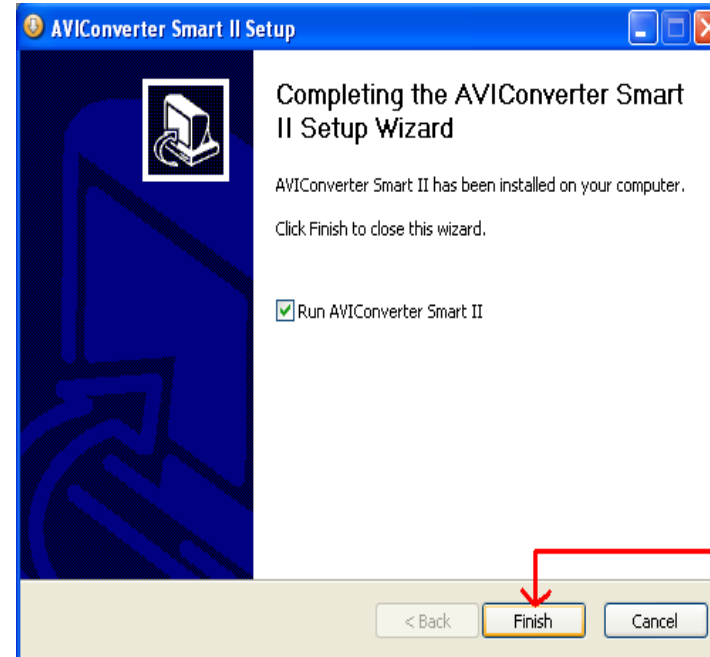 AVIConverter Smart II Setup
Completing the AVIConverter Smart
II Setup Wizard
AVIConverter Smart II has been installed on your computer.
Click Finish to close this wizard.
Run AVIConverter Smart II
< Back Finish Cancel